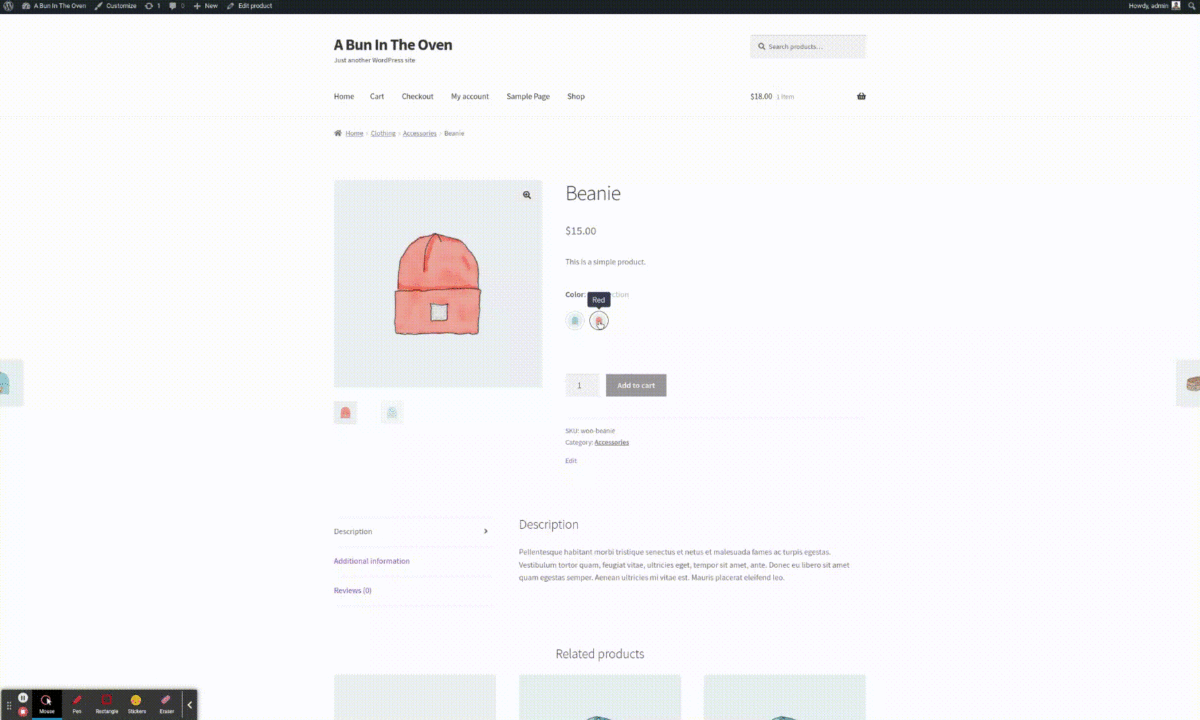 A Bun In The Oven Customize 1 0 New Edit product Howdy, admin
A Bun In The Oven
Just another WordPress site
Search products…
Home Cart Checkout My account Sample Page Shop $18.00 1 item
Home Clothing Accessories Beanie
Beanie
$15.00
This is a simple product.
Color:
Red
1 Add to cart
SKU: woo-beanie
Category: Accessories
Edit
Description
Additional information
Reviews (0)
Description
Pellentesque habitant morbi tristique senectus et netus et malesuada fames ac turpis egestas.
Vestibulum tortor quam, feugiat vitae, ultricies eget, tempor sit amet, ante. Donec eu libero sit amet
quam egestas semper. Aenean ultricies mi vitae est. Mauris placerat eleifend leo.
Related products
Mouse Pen Rectangle Stickers Eraser